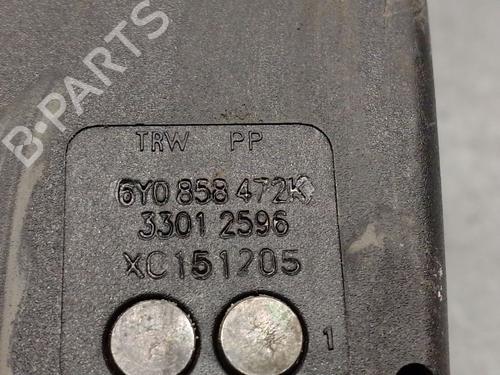 B-PARTS
TRW PP
6Y0 858 472K
3301 2596
XC151205
1